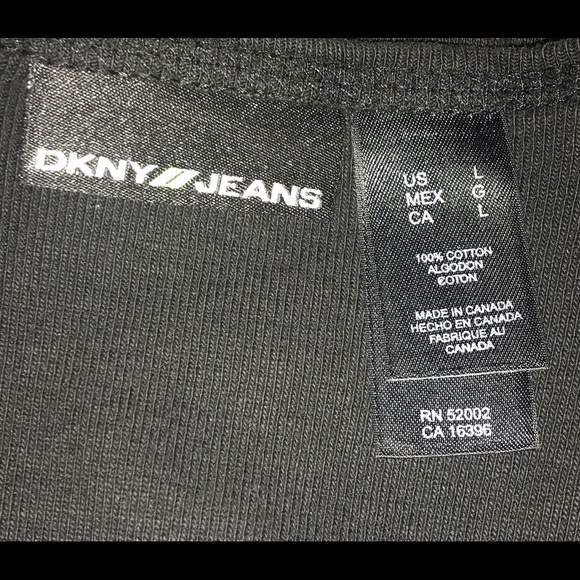 DKNY///JEANS
US L
MEX G
CA L
100% COTTON
ALGODON
COTON
MADE IN CANADA
HECHO EN CANADA
FABRIQUE AU
CANADA
RN 52002
CA 16396